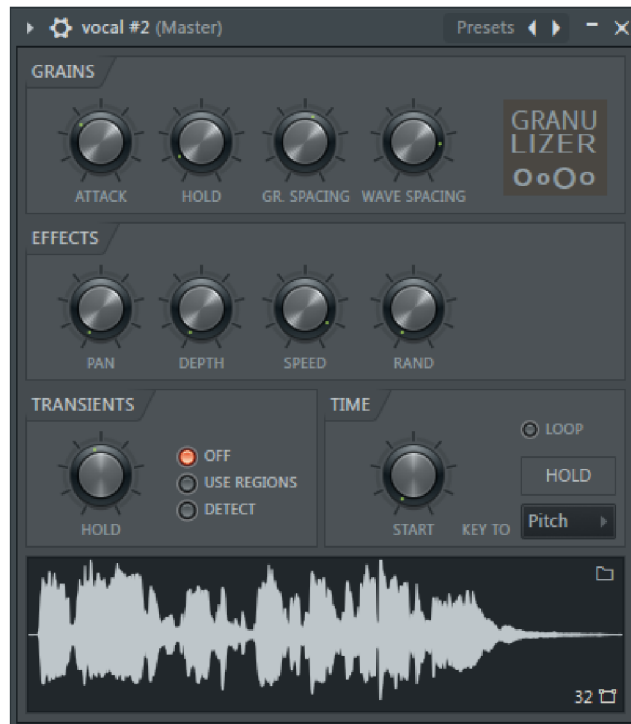 vocal #2 (Master) Presets
GRAINS
GRANU
LIZER
ATTACK HOLD GR. SPACING WAVE SPACING
EFFECTS
PAN DEPTH SPEED RAND
TRANSIENTS
OFF
USE REGIONS
DETECT
HOLD
TIME
LOOP
HOLD
START KEY TO Pitch
32